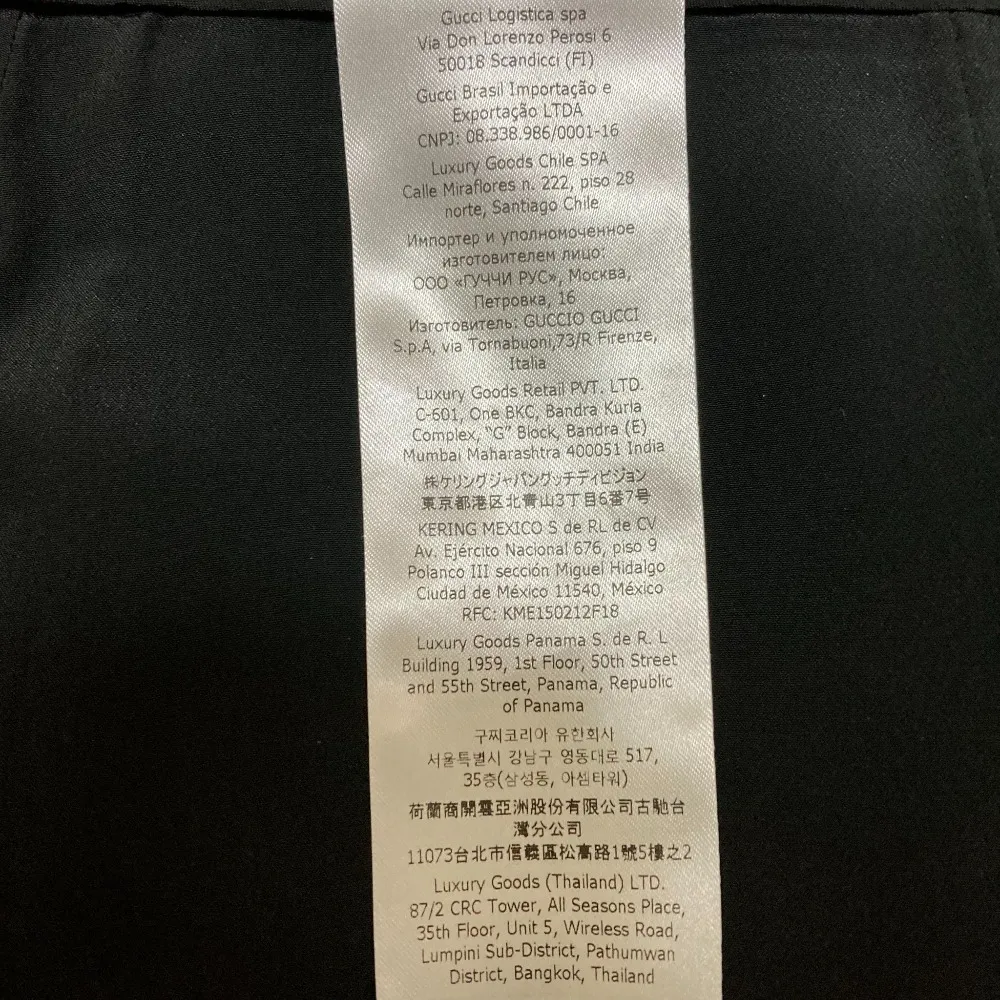 Gucci Logistica spa
Via Don Lorenzo Perosi 6
50018 Scandicci (FI)
Gucci Brasil Importação e
Exportação LTDA
CNPJ: 08.338.986/0001-16
Luxury Goods Chile SPA
Calle Miraflores n. 222, piso 28
norte, Santiago Chile
Импортер и уполномоченное
изготовителем лицо:
ООО «ГУЧЧИ РУС», Москва,
Петровка, 16
Изготовитель: GUCCIO GUCCI
S.p.A, via Tornabuoni,73/R Firenze,
Italia
Luxury Goods Retail PVT. LTD.
C-601, One BKC, Bandra Kurla
Complex, "G" Block, Bandra (E)
Mumbai Maharashtra 400051 India
㈱ケリングジャパングッチディビジョン
東京都港区北青山3丁目6番7号
KERING MEXICO S de RL de CV
Av. Ejército Nacional 676, piso 9
Polanco III sección Miguel Hidalgo
Ciudad de México 11540, México
RFC: KME150212F18
Luxury Goods Panama S. de R. L
Building 1959, 1st Floor, 50th Street
and 55th Street, Panama, Republic
of Panama
구찌코리아 유한회사
서울특별시 강남구 영동대로 517,
35층(삼성동, 아셈타워)
荷蘭商開雲亞洲股份有限公司古馳台
灣分公司
11073台北市信義區松高路1號5樓之2
Luxury Goods (Thailand) LTD.
87/2 CRC Tower, All Seasons Place,
35th Floor, Unit 5, Wireless Road,
Lumpini Sub-District, Pathumwan
District, Bangkok, Thailand